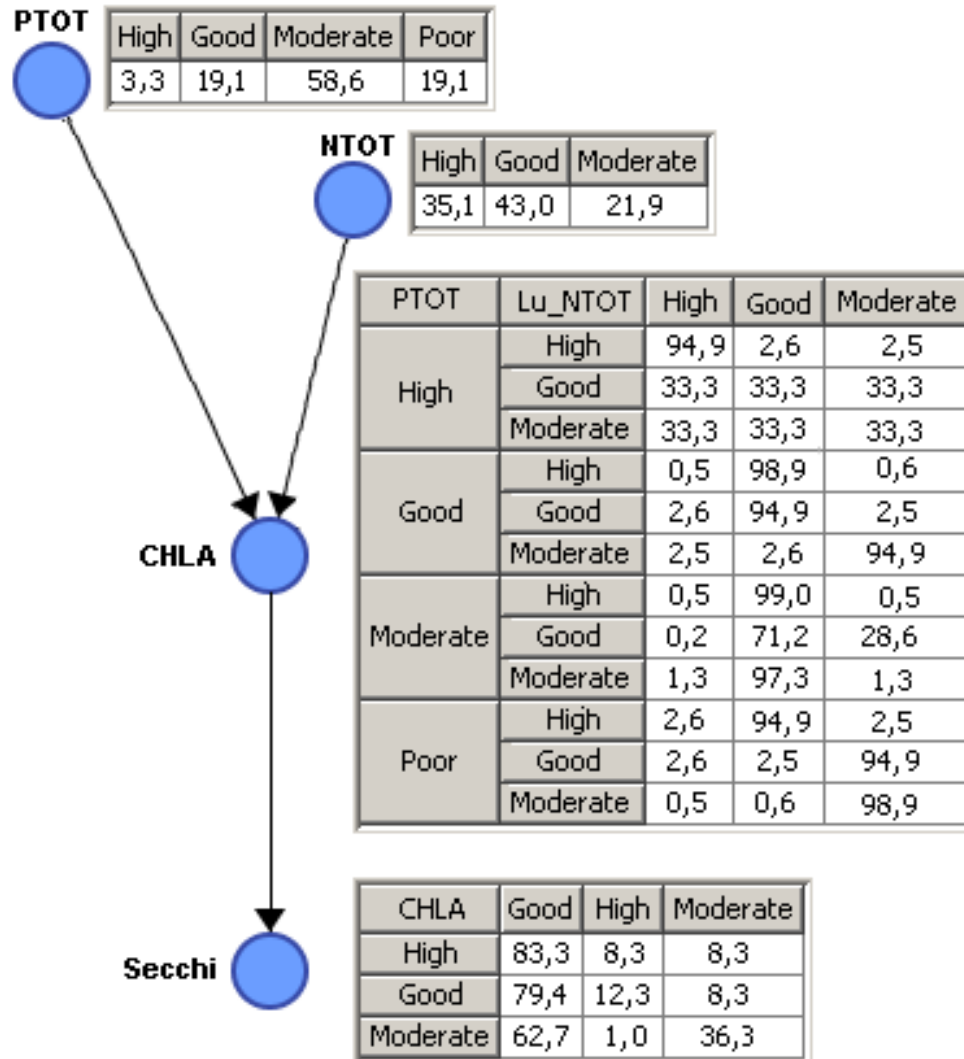 PTOT
High Good Moderate Poor
3,3 19,1 58,6 19,1
NTOT
High Good Moderate
35,1 43,0 21,9
PTOT Lu_NTOT High Good Moderate
High High 94,9 2,6 2,5
Good 33,3 33,3 33,3
Moderate 33,3 33,3 33,3
Good High 0,5 98,9 0,6
Good 2,6 94,9 2,5
Moderate 2,5 2,6 94,9
Moderate High 0,5 99,0 0,5
Good 0,2 71,2 28,6
Moderate 1,3 97,3 1,3
Poor High 2,6 94,9 2,5
Good 2,6 2,5 94,9
Moderate 0,5 0,6 98,9
CHLA
CHLA Good High Moderate
High 83,3 8,3 8,3
Good 79,4 12,3 8,3
Moderate 62,7 1,0 36,3
Secchi